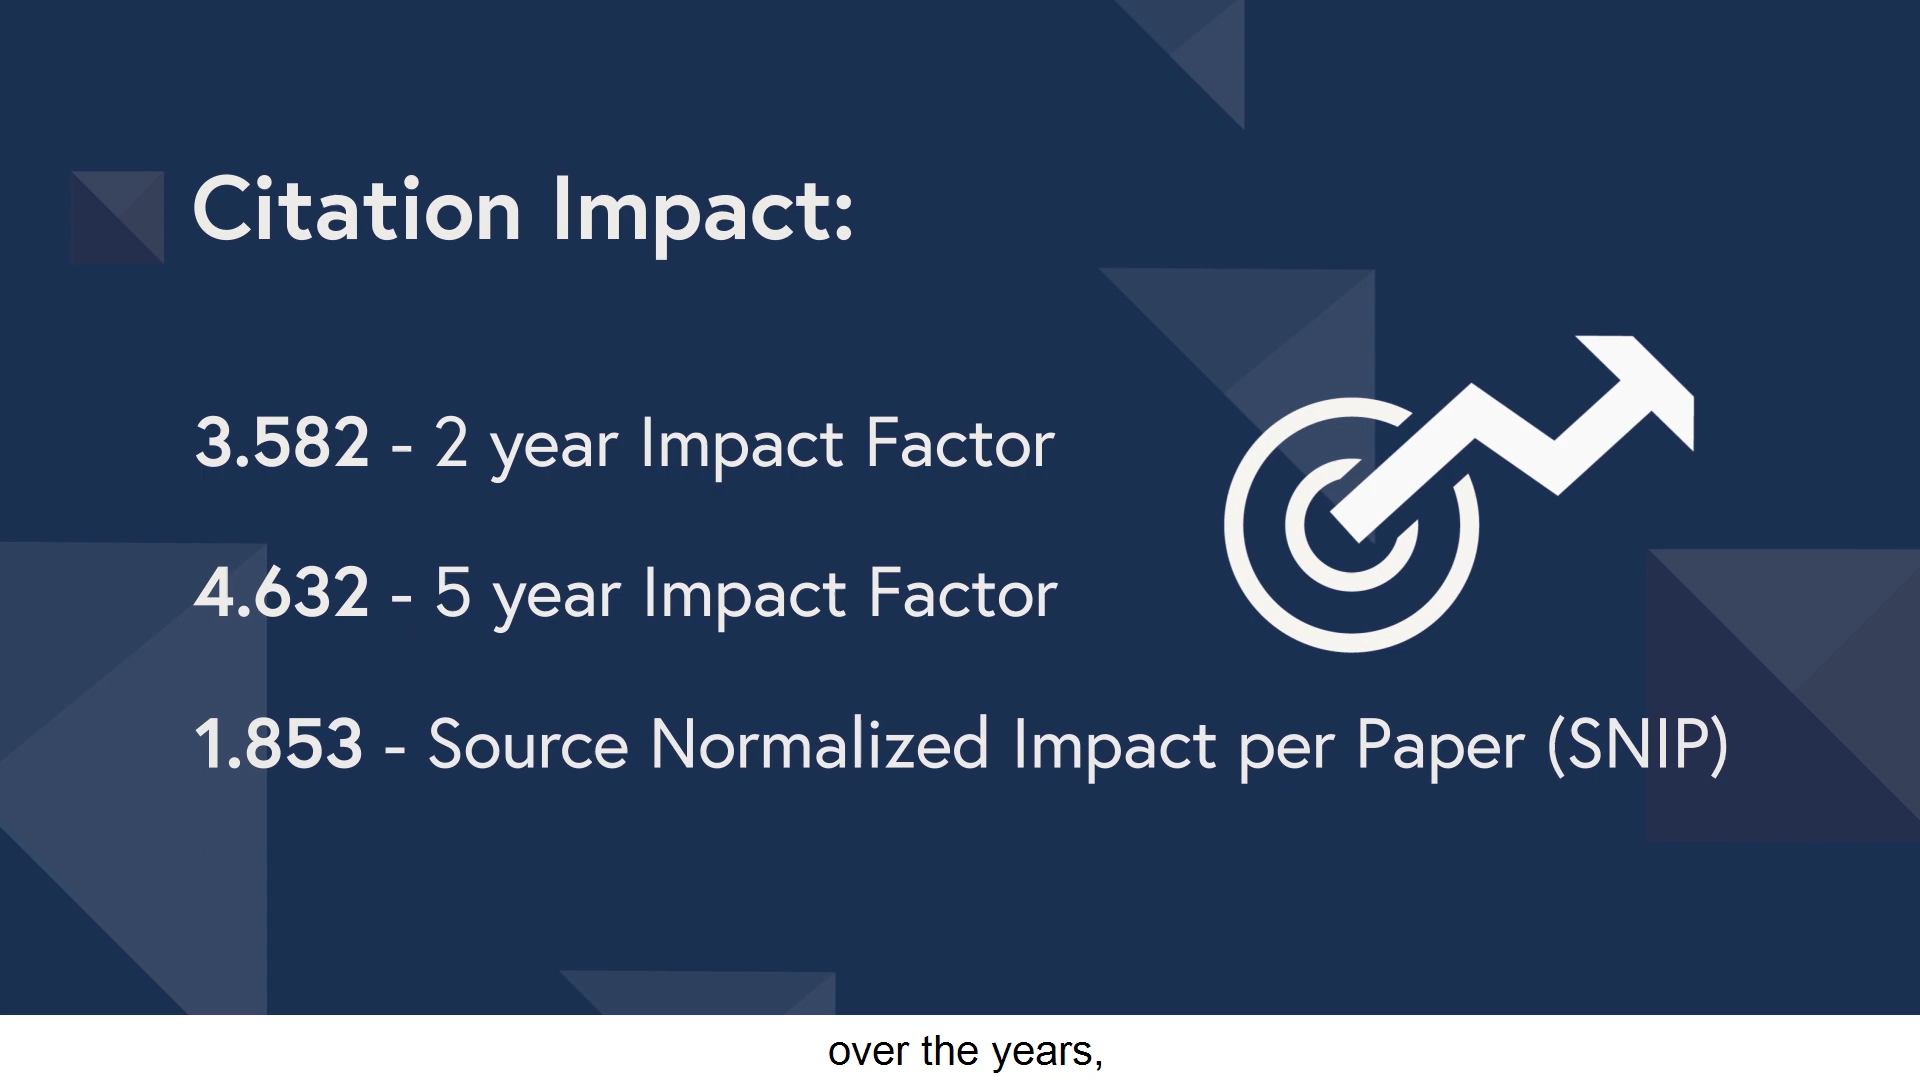 Citation Impact:
3.582 - 2 year Impact Factor
4.632 - 5 year Impact Factor
1.853 - Source Normalized Impact per Paper (SNIP)
over the years,